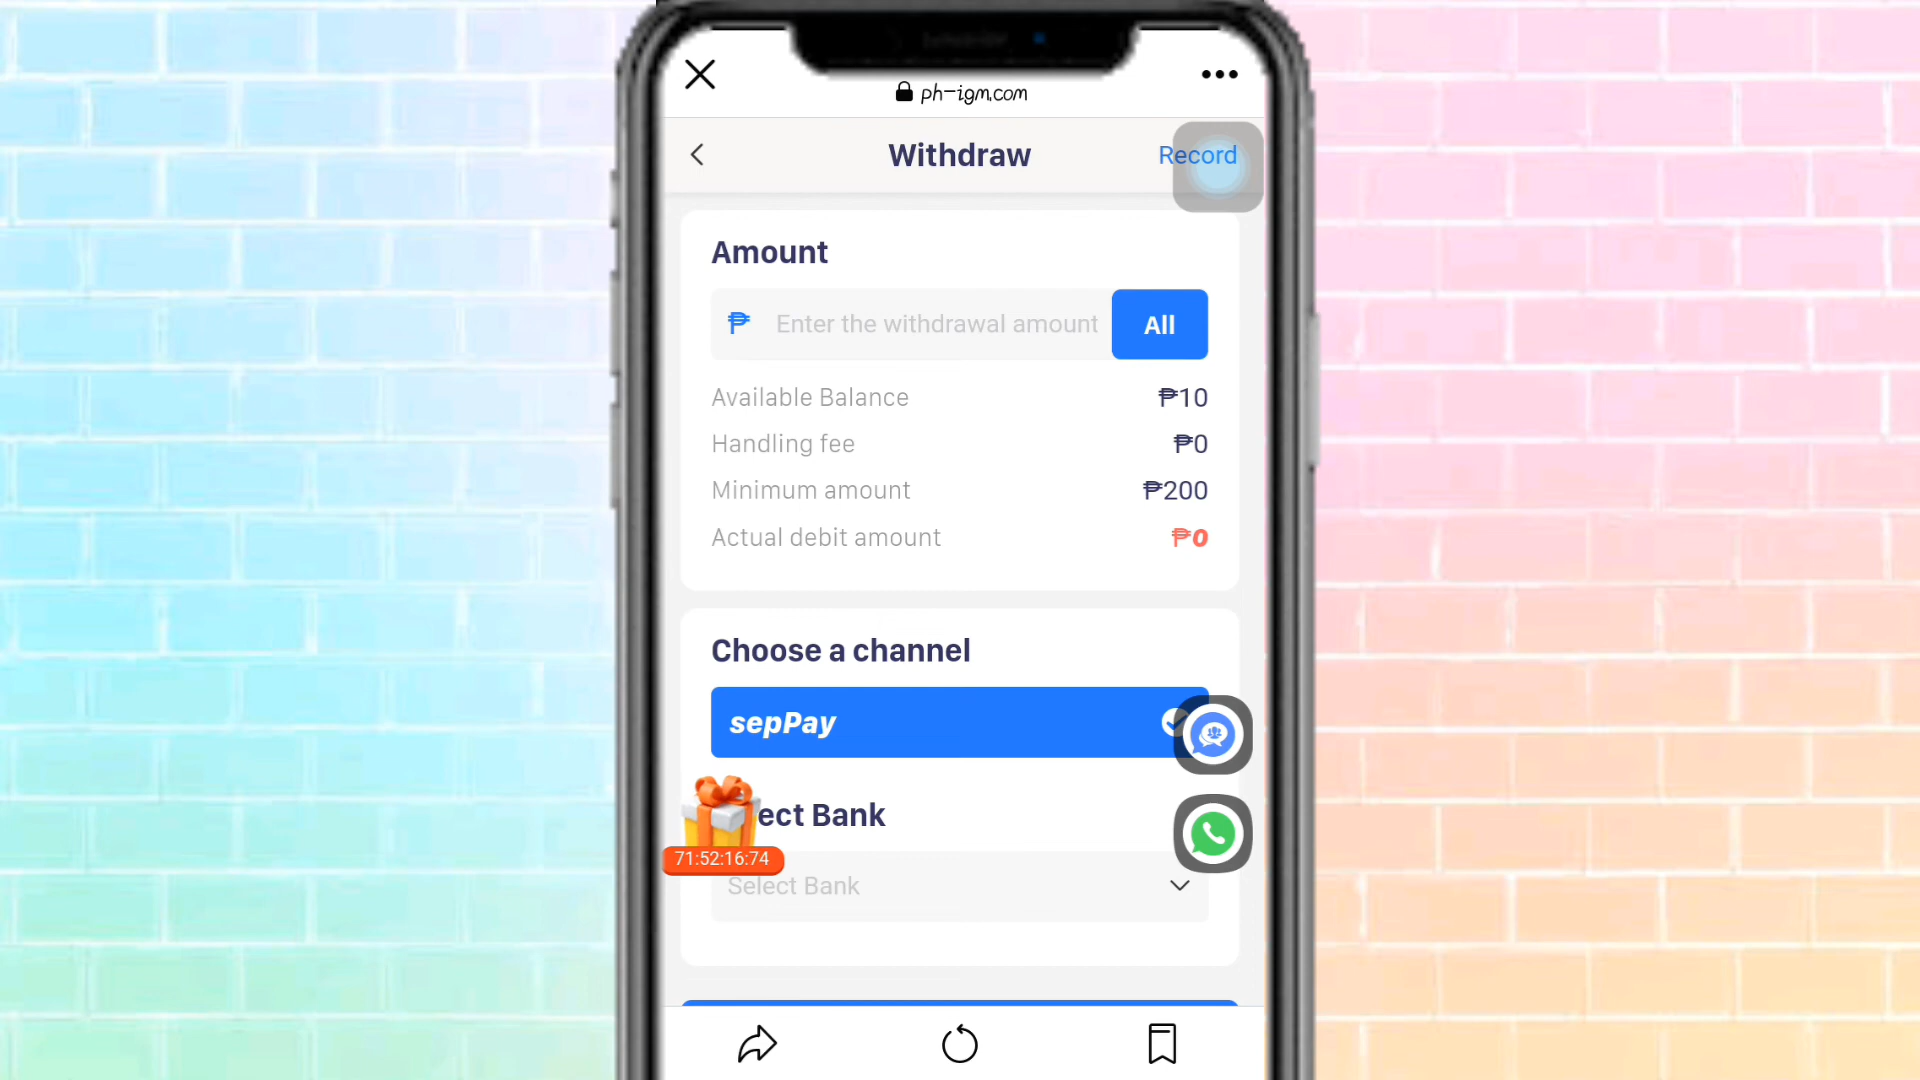 ph-igm.com
Withdraw
Record
Amount
₱ Enter the withdrawal amount All
Available Balance ₱10
Handling fee ₱0
Minimum amount ₱200
Actual debit amount ₱0
Choose a channel
sepPay
ect Bank
71:52:16:74
Select Bank